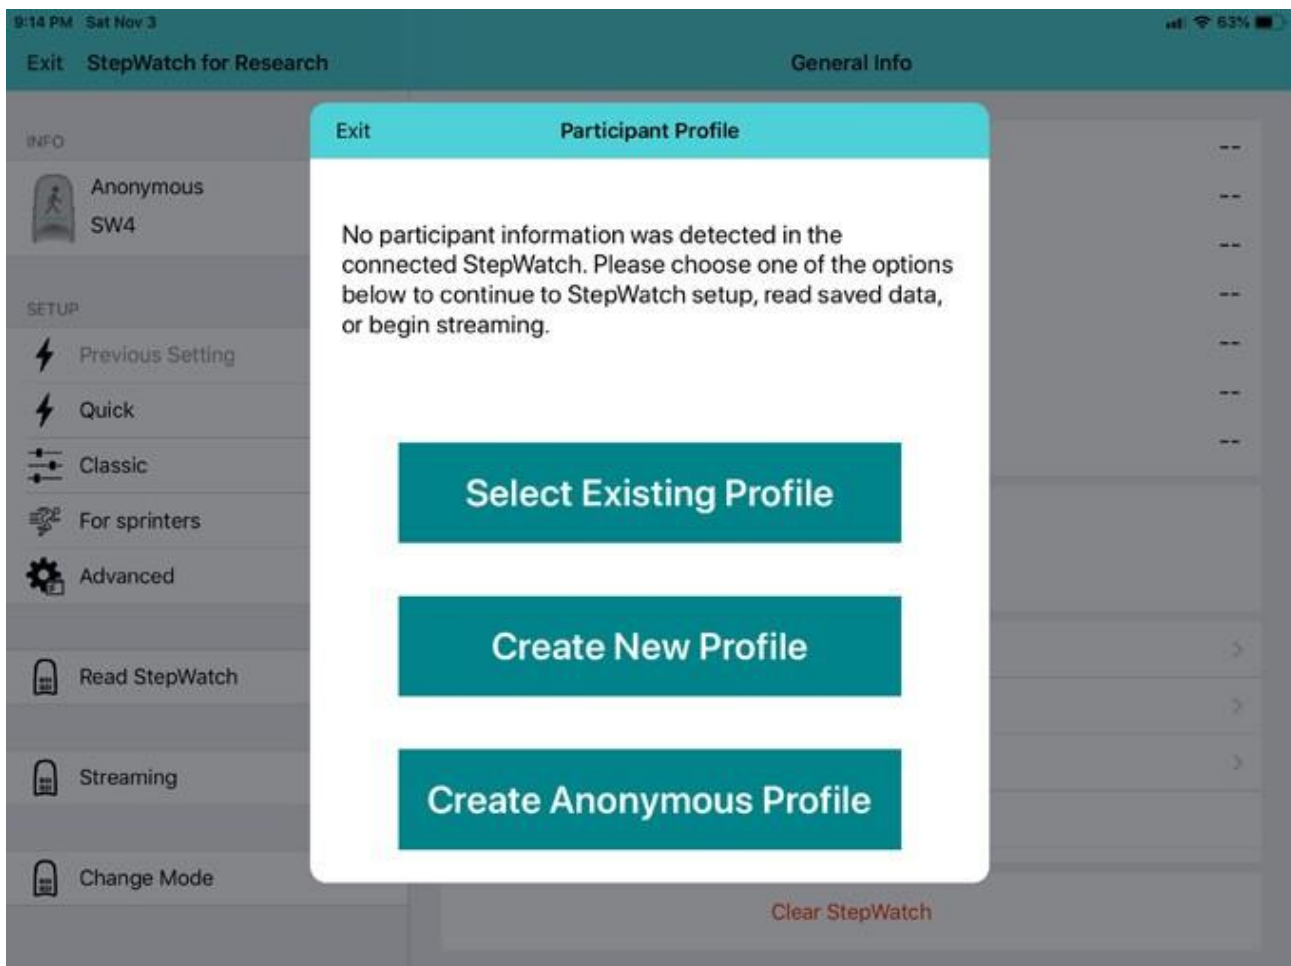 9:14 PM Sat Nov 3
63%
Exit StepWatch for Research
General Info
INFO
Anonymous
SW4
SETUP
Previous Setting
Quick
Classic
For sprinters
Advanced
Read StepWatch
Streaming
Change Mode
Exit
Participant Profile
No participant information was detected in the
connected StepWatch. Please choose one of the options
below to continue to StepWatch setup, read saved data,
or begin streaming.
Select Existing Profile
Create New Profile
Create Anonymous Profile
--
--
--
--
--
--
--
Clear StepWatch